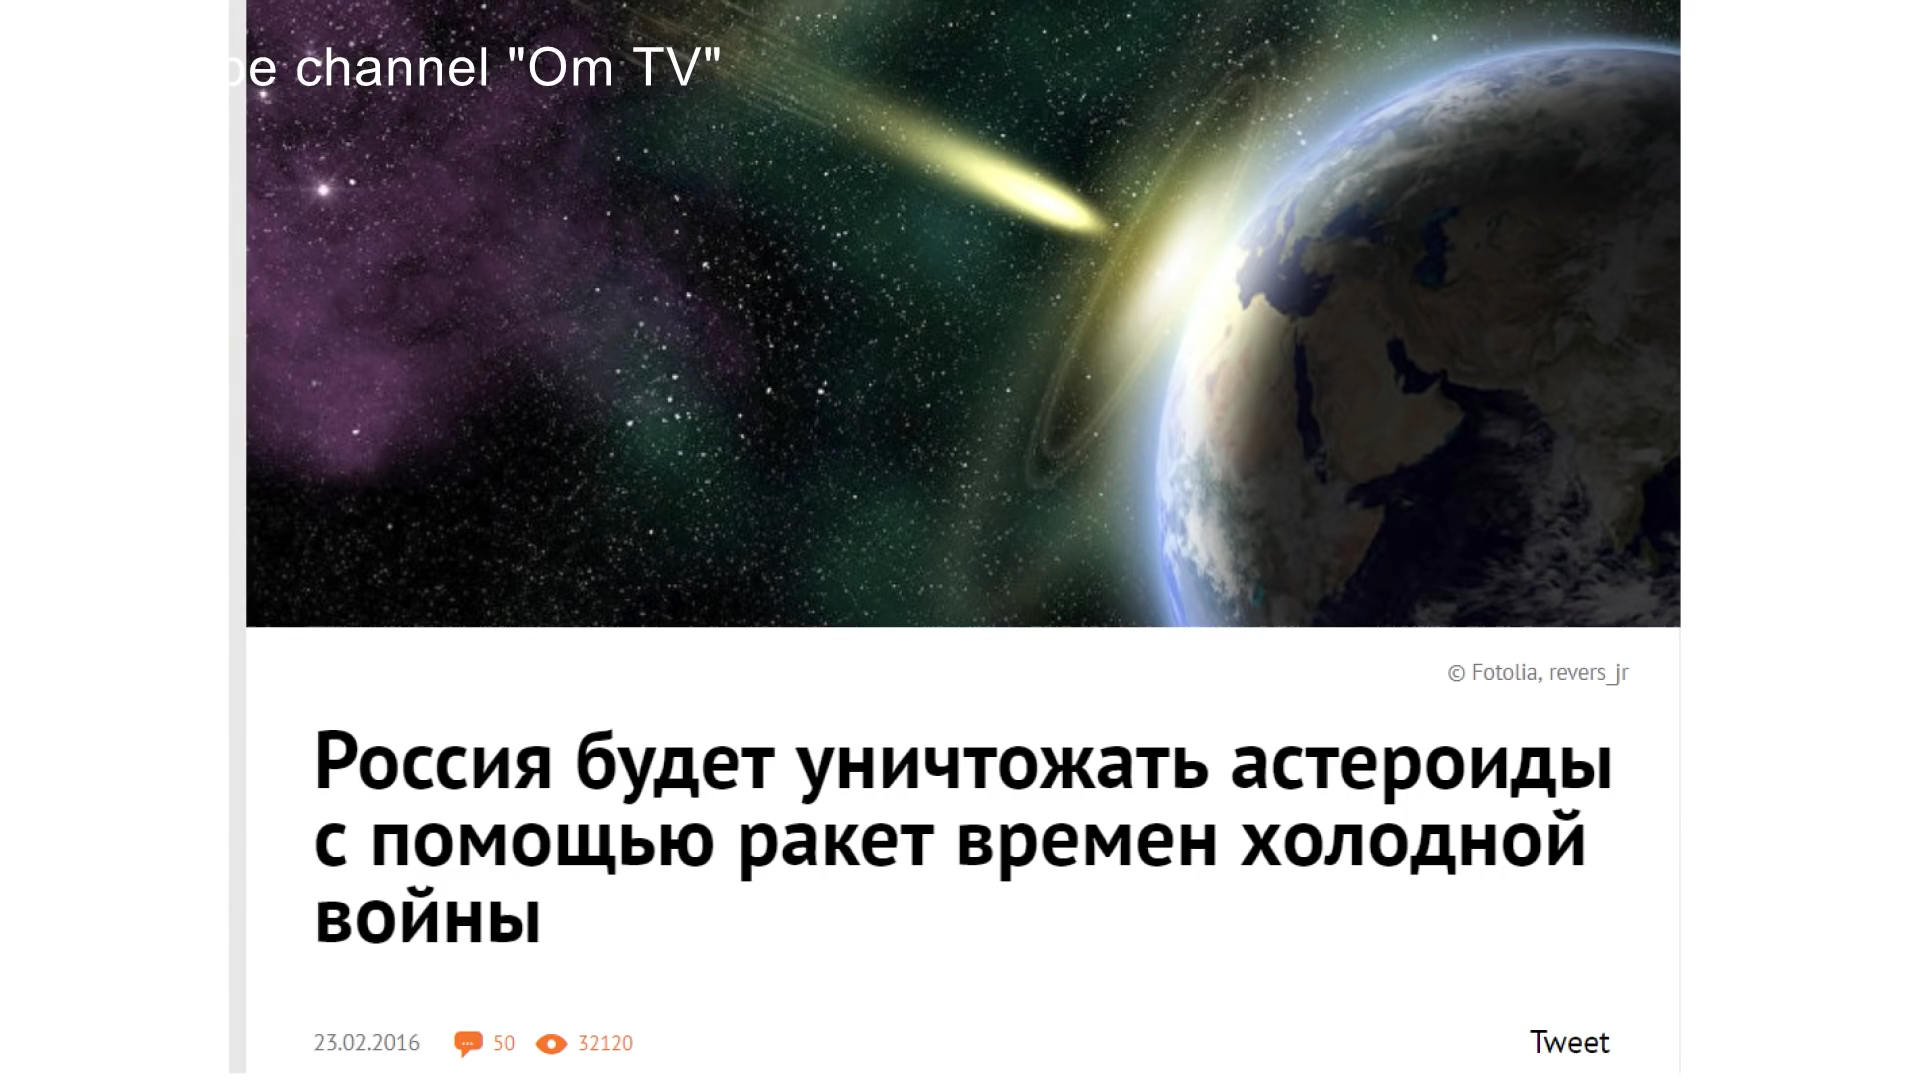 channel "Om TV"
© Fotolia, revers_jr
Россия будет уничтожать астероиды
с помощью ракет времен холодной
войны
23.02.2016 50 32120 Tweet